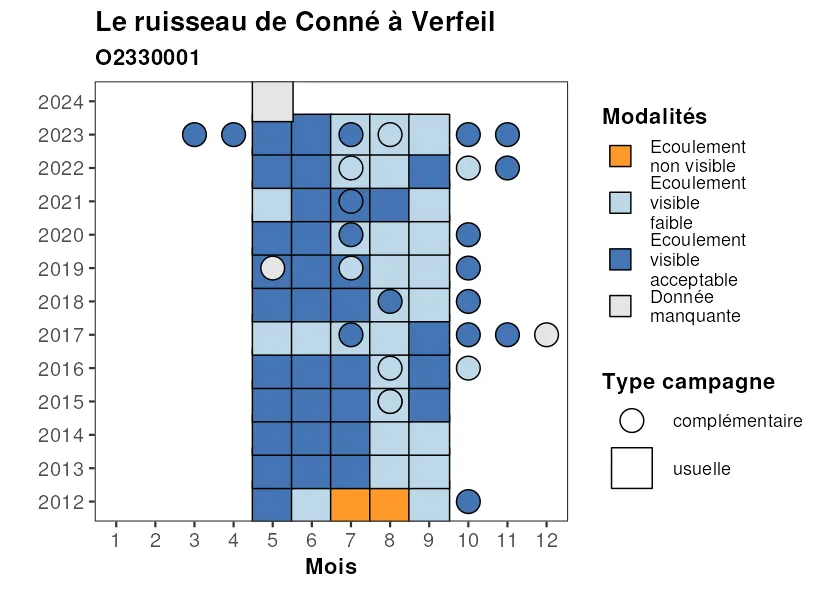 Le ruisseau de Conné à Verfeil
O2330001
2024
2023
2022
2021
2020
2019
2018
2017
2016
2015
2014
2013
2012
1 2 3 4 5 6 7 8 9 10 11 12
Mois
Modalités
Ecoulement
non visible
Ecoulement
visible
faible
Ecoulement
visible
acceptable
Donnée
manquante
Type campagne
complémentaire
usuelle